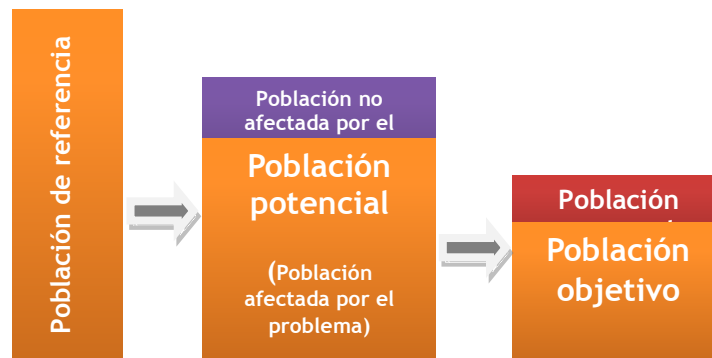 Población de referencia
Población no
afectada por el
Población
potencial
(Población
afectada por el
problema)
Población
Población
objetivo